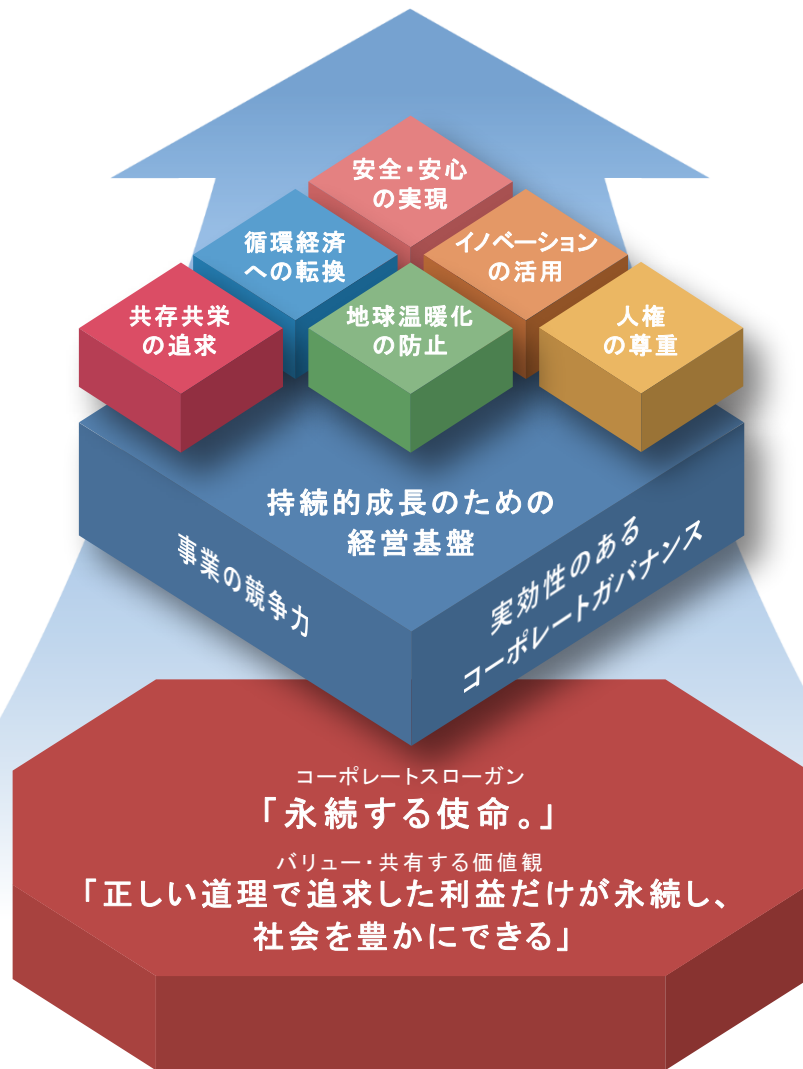 安全・安心
の実現
循環経済
への転換
イノベーション
の活用
共存共栄
の追求
地球温暖化
の防止
人権
の尊重
持続的成長のための
経営基盤
事業の競争力
実効性のある
コーポレートガバナンス
コーポレートスローガン
「永続する使命。」
バリュー・共有する価値観
「正しい道理で追求した利益だけが永続し、
社会を豊かにできる」